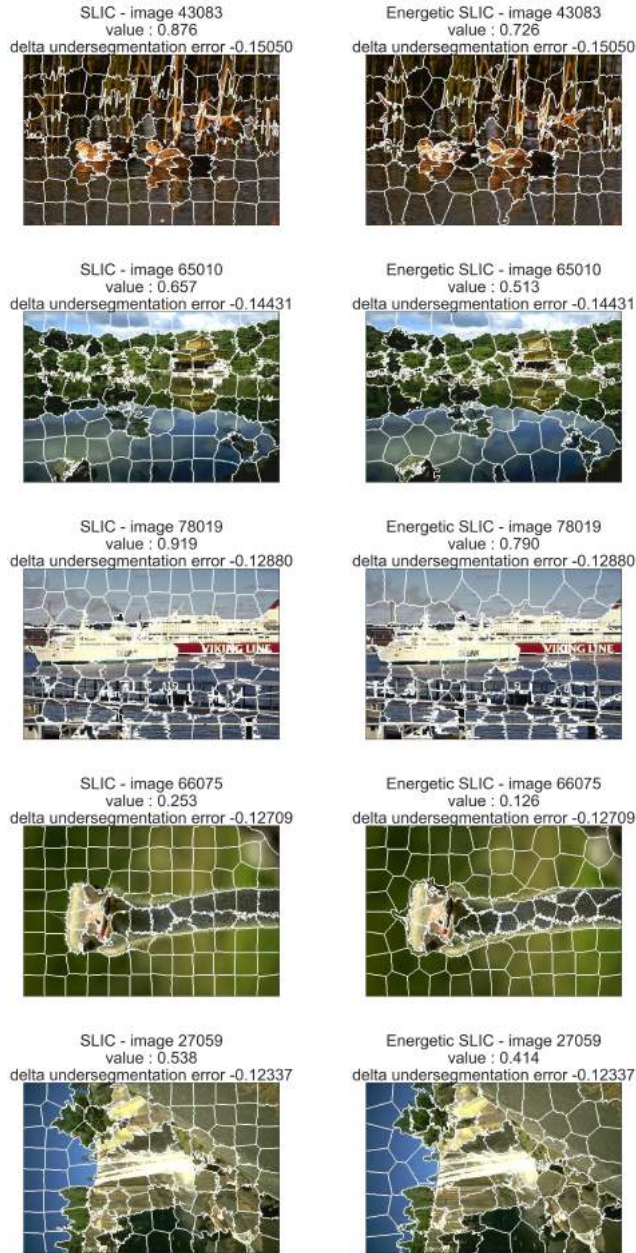 SLIC - image 43083
value : 0.876
delta undersegmentation error -0.15050
Energetic SLIC - image 43083
value : 0.726
delta undersegmentation error -0.15050
SLIC - image 65010
value : 0.657
delta undersegmentation error -0.14431
Energetic SLIC - image 65010
value : 0.513
delta undersegmentation error -0.14431
SLIC - image 78019
value : 0.919
delta undersegmentation error -0.12880
Energetic SLIC - image 78019
value : 0.790
delta undersegmentation error -0.12880
VIKING LINE
VIKING LINE
SLIC - image 66075
value : 0.253
delta undersegmentation error -0.12709
Energetic SLIC - image 66075
value : 0.126
delta undersegmentation error -0.12709
SLIC - image 27059
value : 0.538
delta undersegmentation error -0.12337
Energetic SLIC - image 27059
value : 0.414
delta undersegmentation error -0.12337